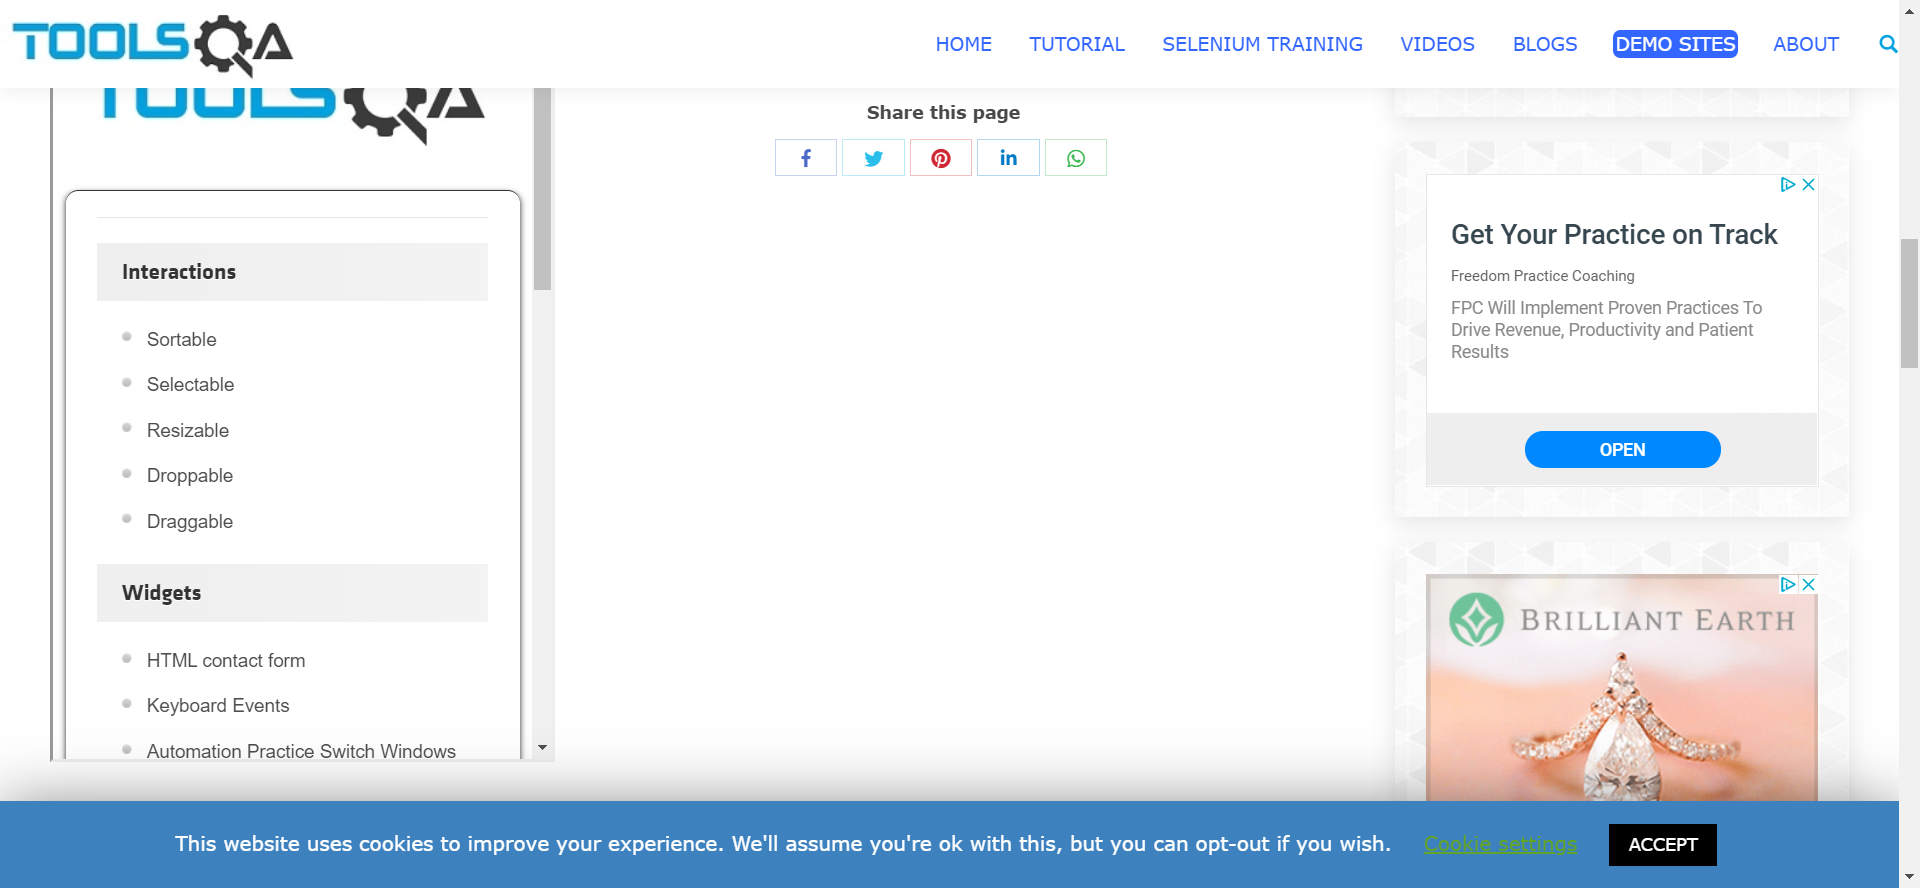 TOOLSQA
HOME
TUTORIAL
SELENIUM TRAINING
VIDEOS
BLOGS
DEMO SITES
ABOUT
TOOLSQA
Interactions
Sortable
Selectable
Resizable
Droppable
Draggable
Widgets
HTML contact form
Keyboard Events
Automation Practice Switch Windows
Share this page
Get Your Practice on Track
Freedom Practice Coaching
FPC Will Implement Proven Practices To
Drive Revenue, Productivity and Patient
Results
OPEN
BRILLIANT EARTH
This website uses cookies to improve your experience. We'll assume you're ok with this, but you can opt-out if you wish.
Cookie settings
ACCEPT